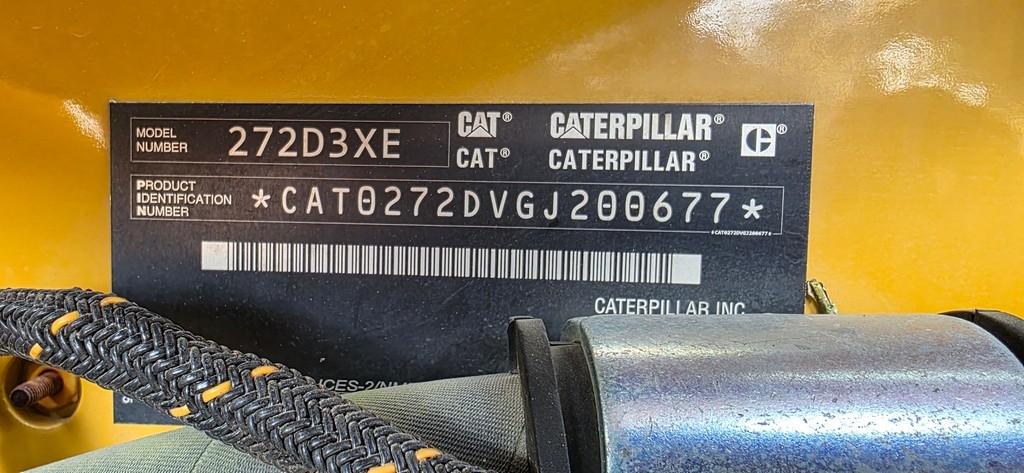 MODEL NUMBER 272D3XE
CAT® CATERPILLAR® ®
CAT® CATERPILLAR®
PRODUCT IDENTIFICATION NUMBER *CAT0272DVGJ200677*
*CAT0272DVGJ200677*
CATERPILLAR INC